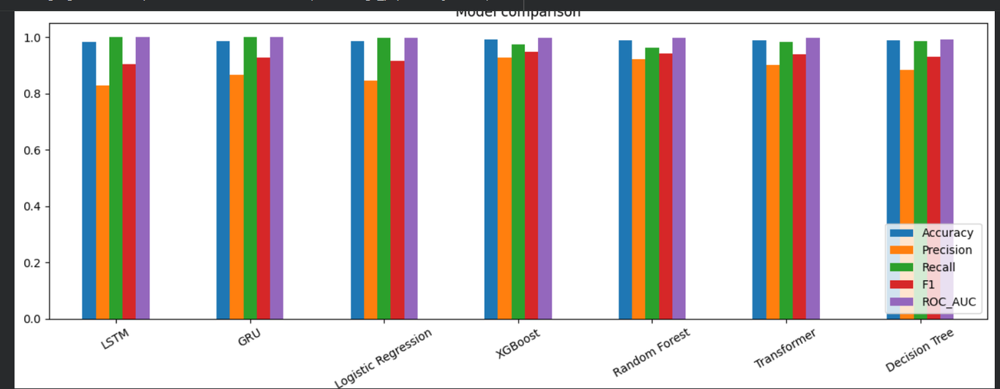 Model comparison
1.0
0.8
0.6
0.4
0.2
0.0
Accuracy
Precision
Recall
F1
ROC_AUC
LSTM
GRU
Logistic Regression
XGBoost
Random Forest
Transformer
Decision Tree